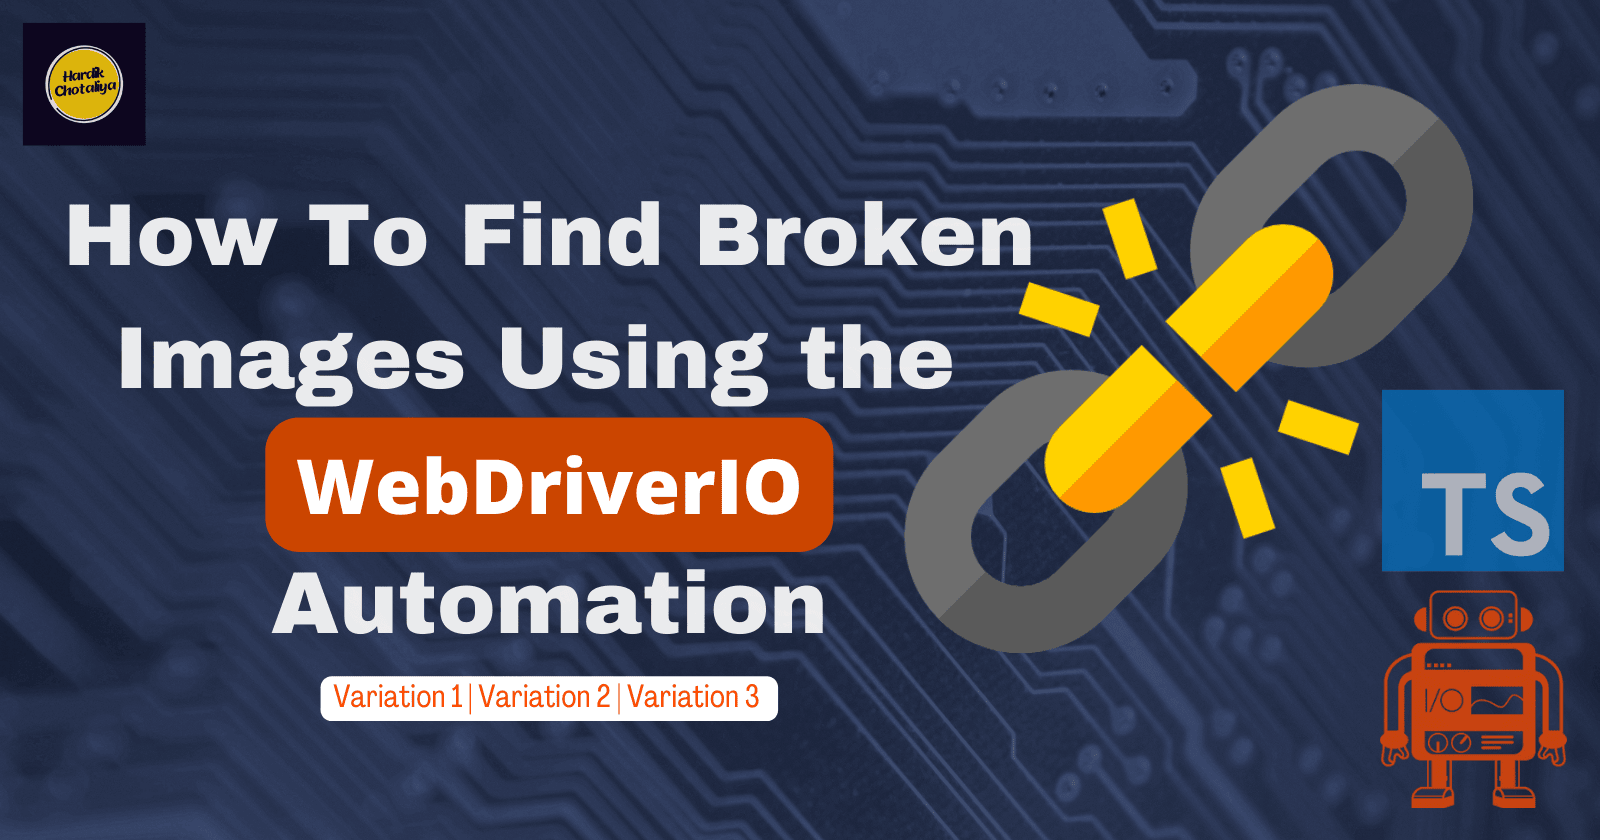 Hardik
Chotaliya
How To Find Broken
Images Using the
WebDriverIO
Automation
Variation 1 | Variation 2 | Variation 3
TS
I/O